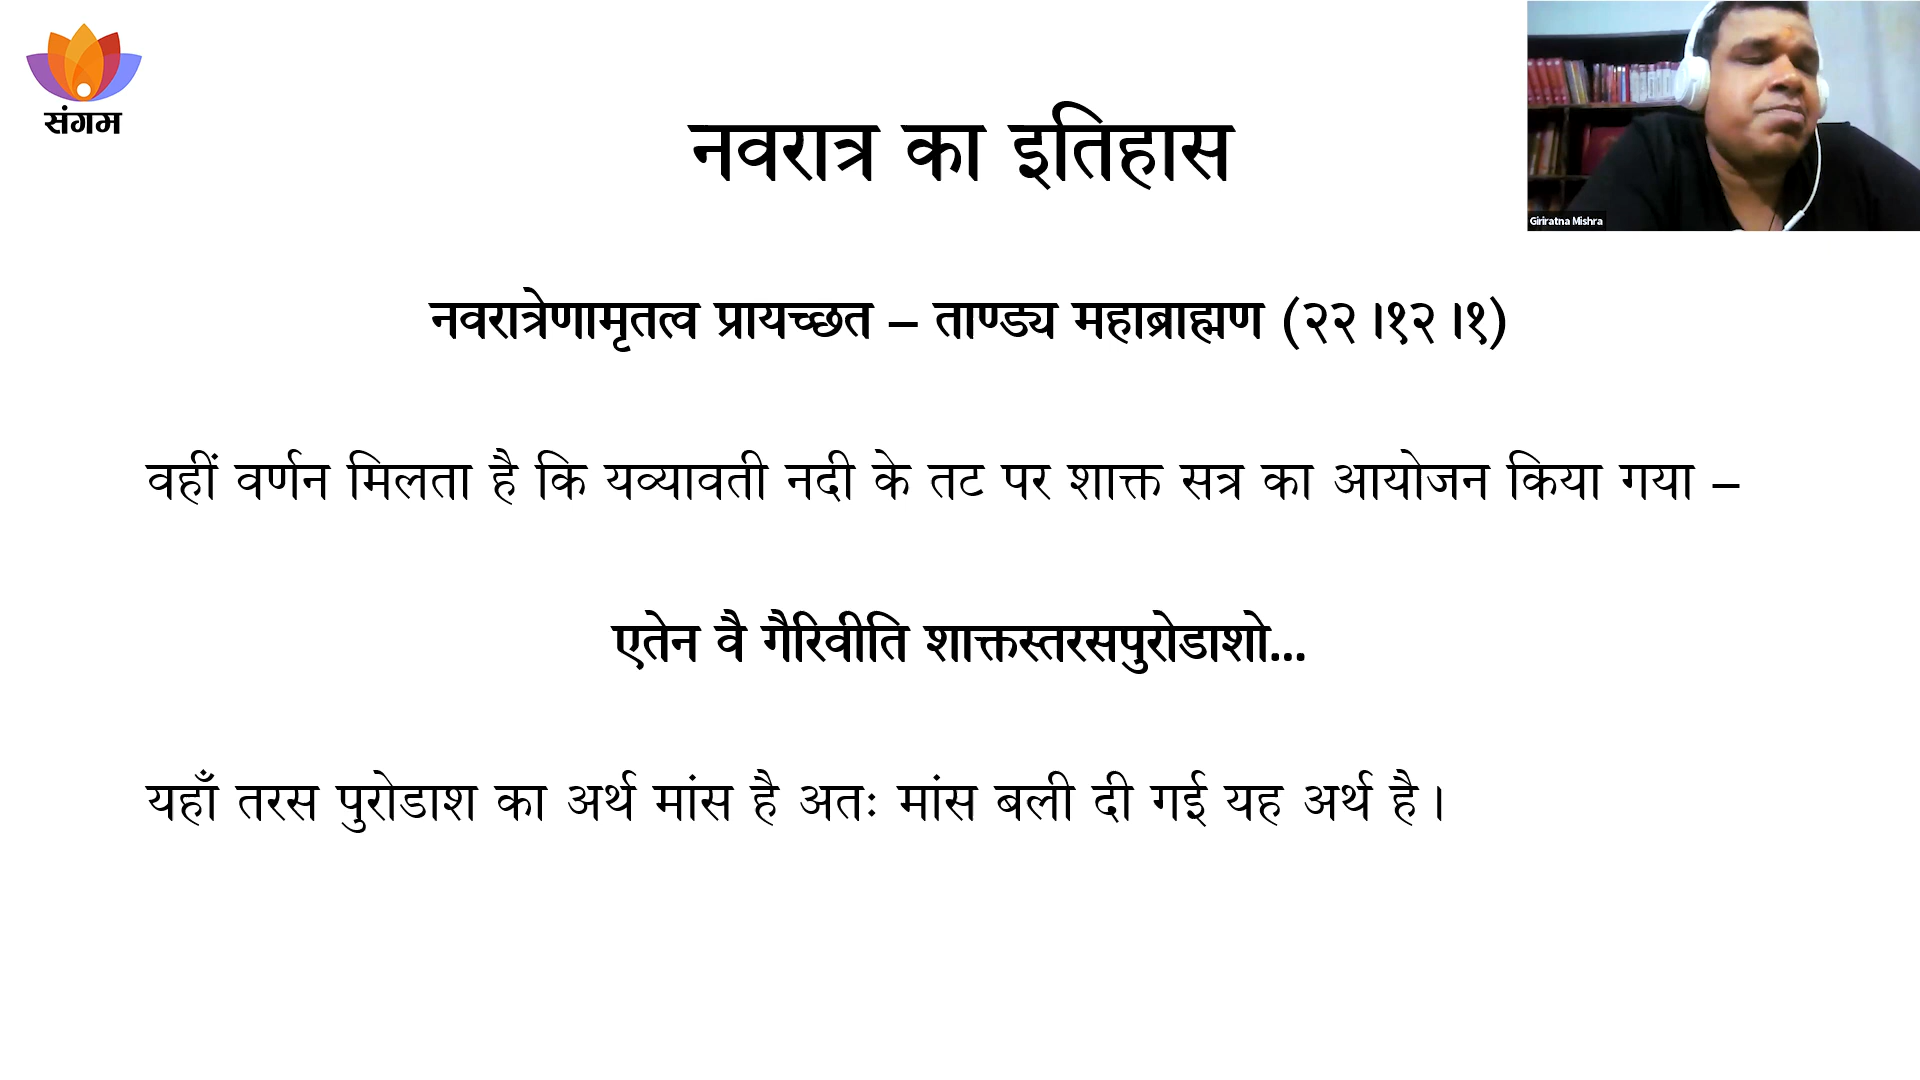 संगम
नवरात्र का इतिहास
Giriratna Mishra
नवरात्रेणामृतत्व प्रायच्छत – ताण्ड्य महाब्राह्मण (२२।१२।१)
वहीं वर्णन मिलता है कि यव्यावती नदी के तट पर शाक्त सत्र का आयोजन किया गया –
एतेन वै गैरिवीति शाक्तस्तरसपुरोडाशो...
यहाँ तरस पुरोडाश का अर्थ मांस है अतः मांस बली दी गई यह अर्थ है।